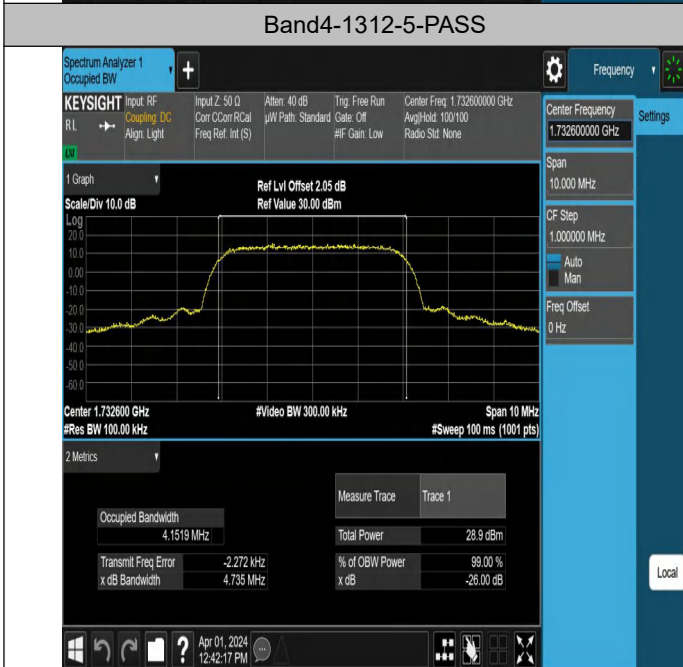 Band4-1312-5-PASS
Spectrum Analyzer 1
Occupied BW
+
Frequency
KEYSIGHT
RL
LXI
Input: RF
Coupling: DC
Align: Light
Input Z: 50 Ω
Corr CCorr RCal
Freq Ref: Int (S)
Atten: 40 dB
µW Path: Standard
Trig: Free Run
Gate: Off
#IF Gain: Low
Center Freq: 1.732600000 GHz
Avg|Hold: 100/100
Radio Std: None
Center Frequency
1.732600000 GHz
Settings
Span
10.000 MHz
CF Step
1.000000 MHz
Auto
Man
Freq Offset
0 Hz
1 Graph
Scale/Div 10.0 dB
Ref Lvl Offset 2.05 dB
Ref Value 30.00 dBm
Log
20.0
10.0
0.00
-10.0
-20.0
-30.0
-40.0
-50.0
-60.0
Center 1.732600 GHz
#Video BW 300.00 kHz
Span 10 MHz
#Res BW 100.00 kHz
#Sweep 100 ms (1001 pts)
2 Metrics
Measure Trace Trace 1
Occupied Bandwidth
4.1519 MHz
Total Power 28.9 dBm
Transmit Freq Error -2.272 kHz
% of OBW Power 99.00 %
x dB Bandwidth 4.735 MHz
x dB -26.00 dB
Local
?
Apr 01, 2024
12:42:17 PM